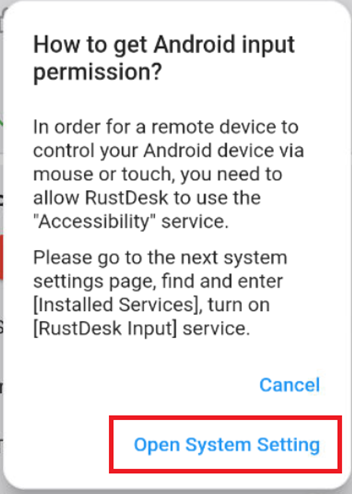 How to get Android input
permission?
In order for a remote device to
control your Android device via
mouse or touch, you need to
allow RustDesk to use the
"Accessibility" service.
Please go to the next system
settings page, find and enter
[Installed Services], turn on
[RustDesk Input] service.
Cancel
Open System Setting